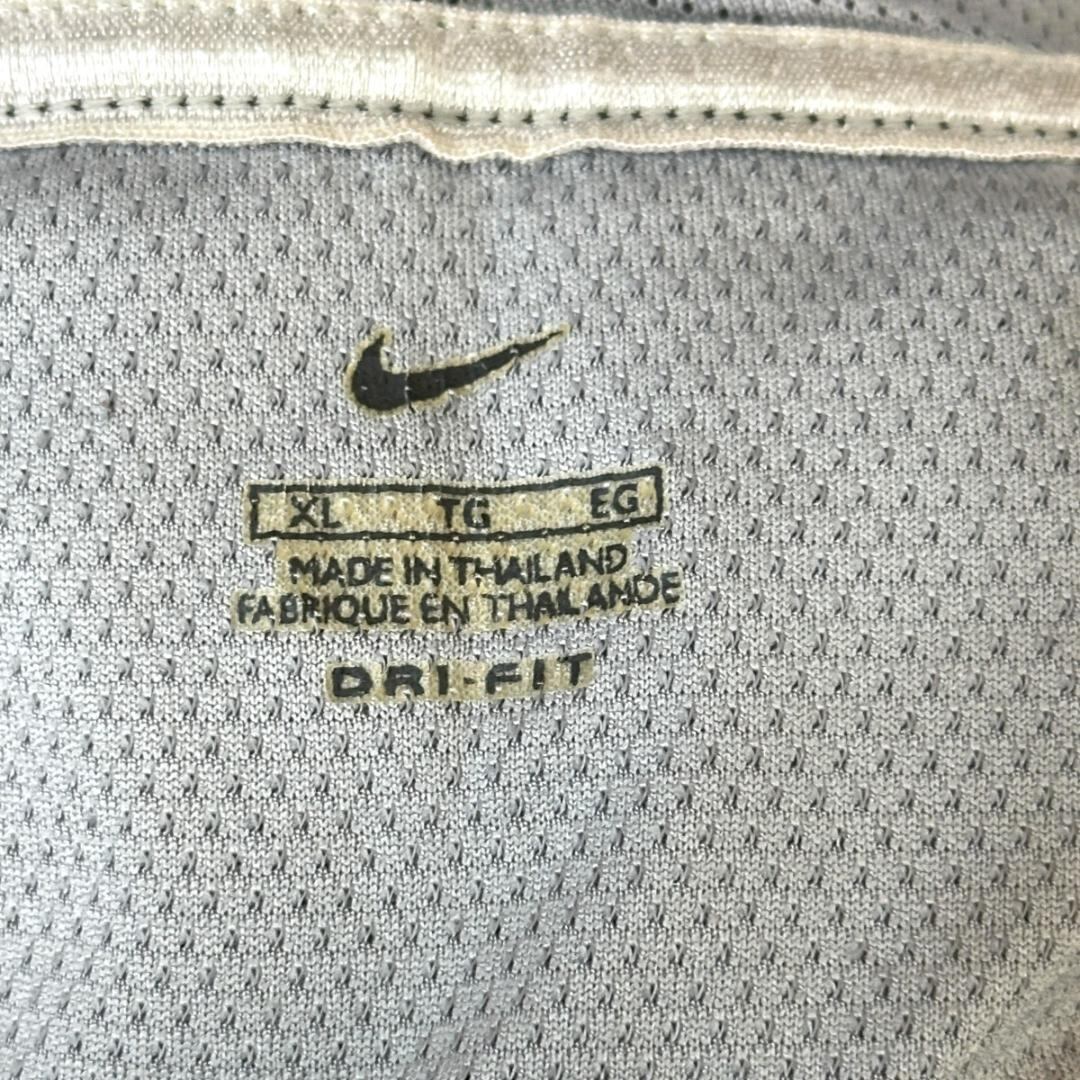 XL TG EG
MADE IN THAILAND
FABRIQUE EN THAILANDE
DRI-FIT